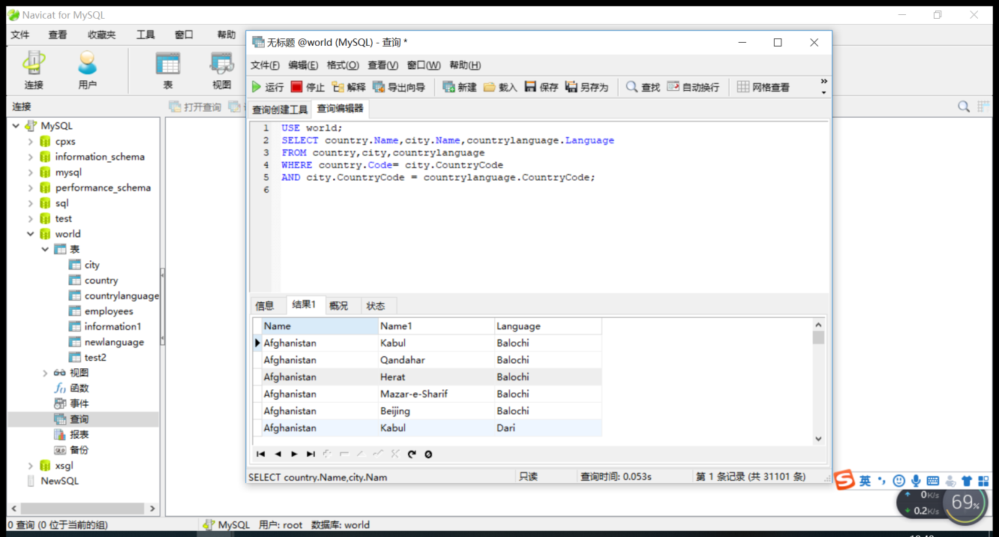 Navicat for MySQL
文件 查看 收藏夹 工具 窗口 帮助
连接 用户 表 视图
连接
打开查询
MySQL
cpxs
information_schema
mysql
performance_schema
sql
test
world
表
city
country
countrylanguage
employees
information1
newlanguage
test2
视图
函数
事件
查询
报表
备份
xsgl
NewSQL
无标题 @world (MySQL) - 查询 *
文件(F) 编辑(E) 格式(O) 查看(V) 窗口(W) 帮助(H)
运行 停止 解释 导出向导 新建 载入 保存 另存为 查找 自动换行 网格查看
查询创建工具 查询编辑器
1 USE world;
2 SELECT country.Name,city.Name,countrylanguage.Language
3 FROM country,city,countrylanguage
4 WHERE country.Code= city.CountryCode
5 AND city.CountryCode = countrylanguage.CountryCode;
6
信息 结果1 概况 状态
Name Name1 Language
Afghanistan Kabul Balochi
Afghanistan Qandahar Balochi
Afghanistan Herat Balochi
Afghanistan Mazar-e-Sharif Balochi
Afghanistan Beijing Balochi
Afghanistan Kabul Dari
SELECT country.Name,city.Nam 只读 查询时间: 0.053s 第 1 条记录 (共 31101 条)
英
0K/s
0.2K/s
69%
0 查询 (0 位于当前的组) MySQL 用户: root 数据库: world